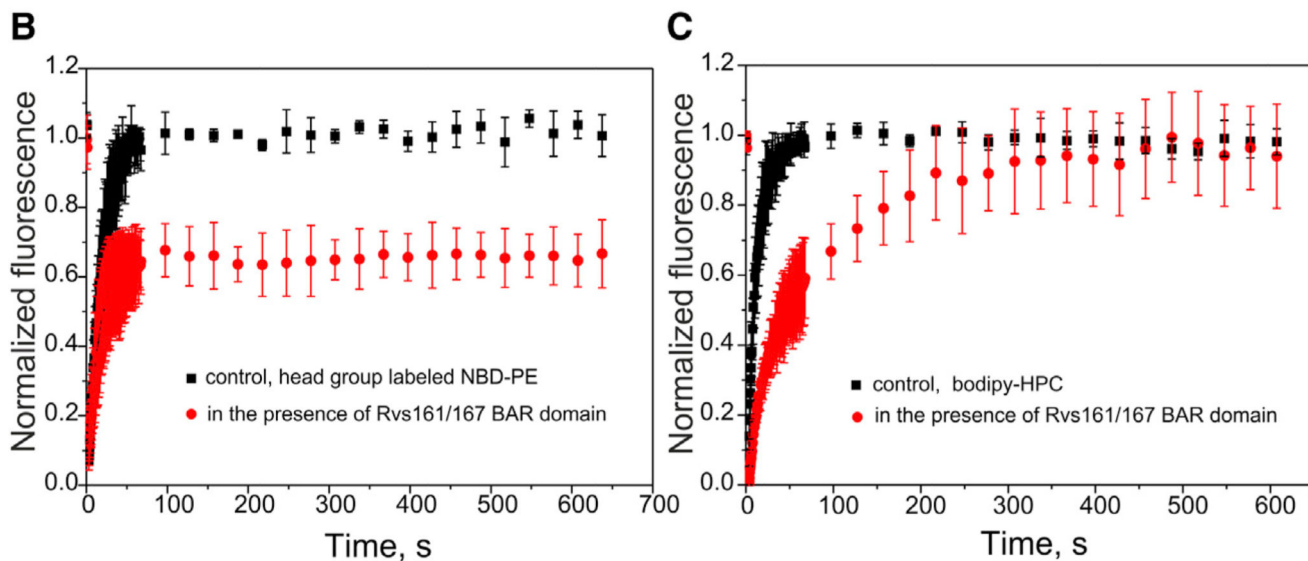 B
1.2
1.0
0.8
0.6
0.4
0.2
0.0
Normalized fluorescence
control, head group labeled NBD-PE
in the presence of Rvs161/167 BAR domain
0 100 200 300 400 500 600 700
Time, s
C
1.2
1.0
0.8
0.6
0.4
0.2
0.0
Normalized fluorescence
control, bodipy-HPC
in the presence of Rvs161/167 BAR domain
0 100 200 300 400 500 600
Time, s